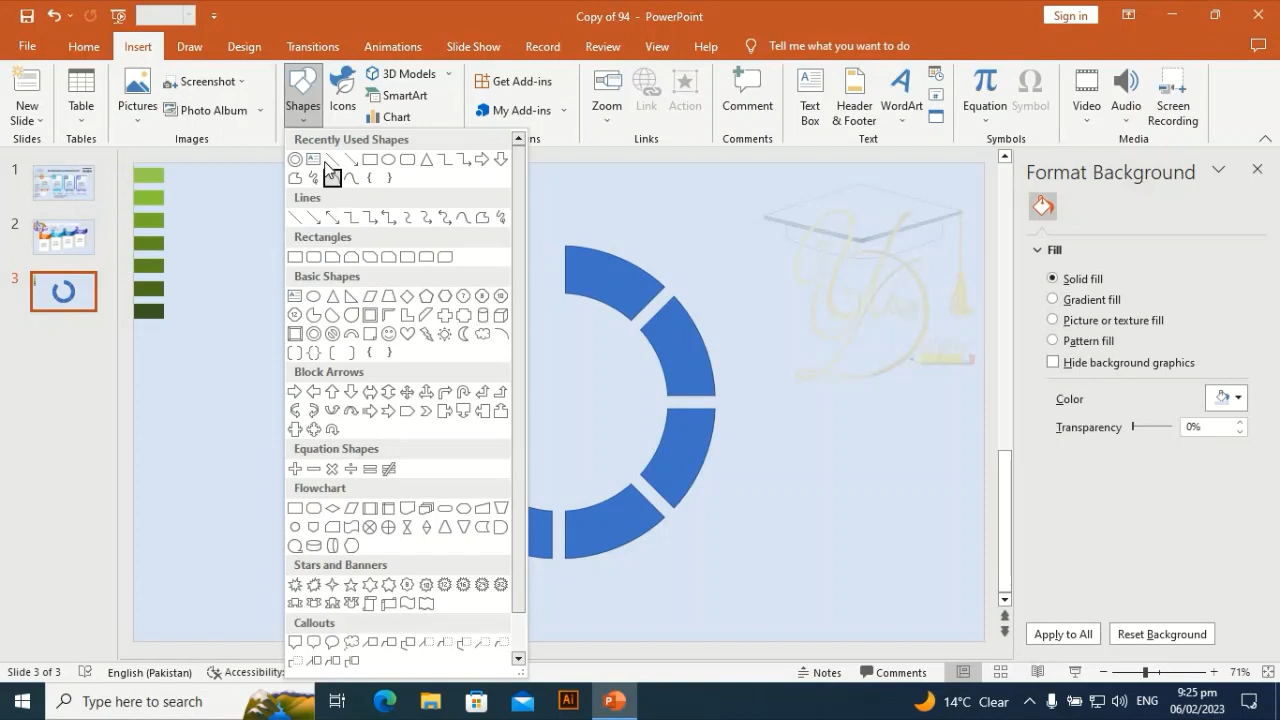 Copy of 94 - PowerPoint
Sign in
File
Home
Insert
Draw
Design
Transitions
Animations
Slide Show
Record
Review
View
Help
Tell me what you want to do
New
Slide
Table
Pictures
Screenshot
Photo Album
Shapes
Icons
3D Models
SmartArt
Chart
Get Add-ins
My Add-ins
Zoom
Link
Action
Comment
Text
Box
Header
& Footer
WordArt
Equation
Symbol
Video
Audio
Screen
Recording
Slides
Tables
Images
ns
Links
Comments
Text
Symbols
Media
Recently Used Shapes
Lines
Rectangles
Basic Shapes
Block Arrows
Equation Shapes
Flowchart
Stars and Banners
Callouts
1
2
3
Format Background
Fill
Solid fill
Gradient fill
Picture or texture fill
Pattern fill
Hide background graphics
Color
Transparency
0%
Apply to All
Reset Background
Slide 3 of 3
English (Pakistan)
Accessibility:
Notes
Comments
71%
Type here to search
14°C Clear
ENG
9:25 pm
06/02/2023